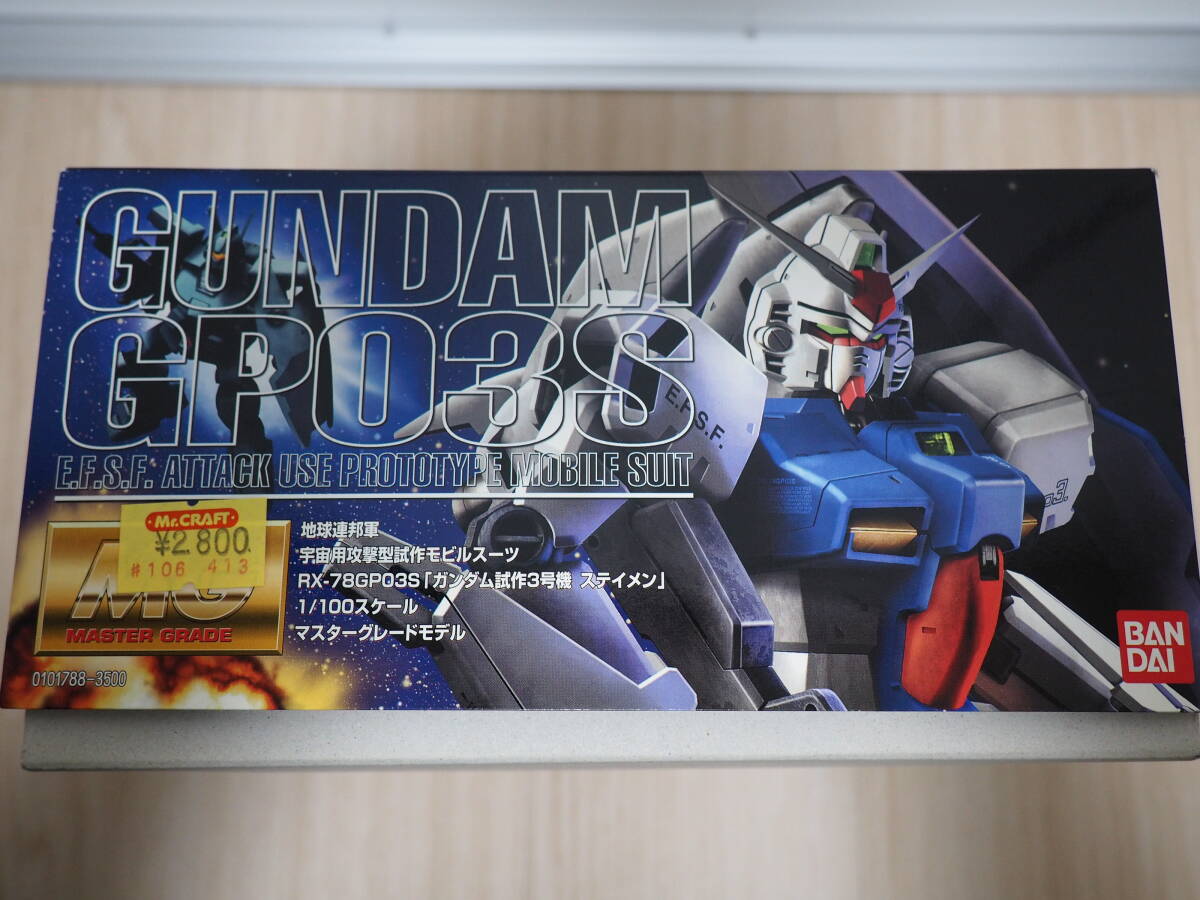 GUNDAM
GP03S
E.F.S.F. ATTACK USE PROTOTYPE MOBILE SUIT
Mr.CRAFT
¥2,800
#106 413
MG
MASTER GRADE
0101788-3500
地球連邦軍
宇宙用攻撃型試作モビルスーツ
RX-78GP03S「ガンダム試作3号機 ステイメン」
1/100スケール
マスターグレードモデル
E.F.S.F.
BAN
DAI